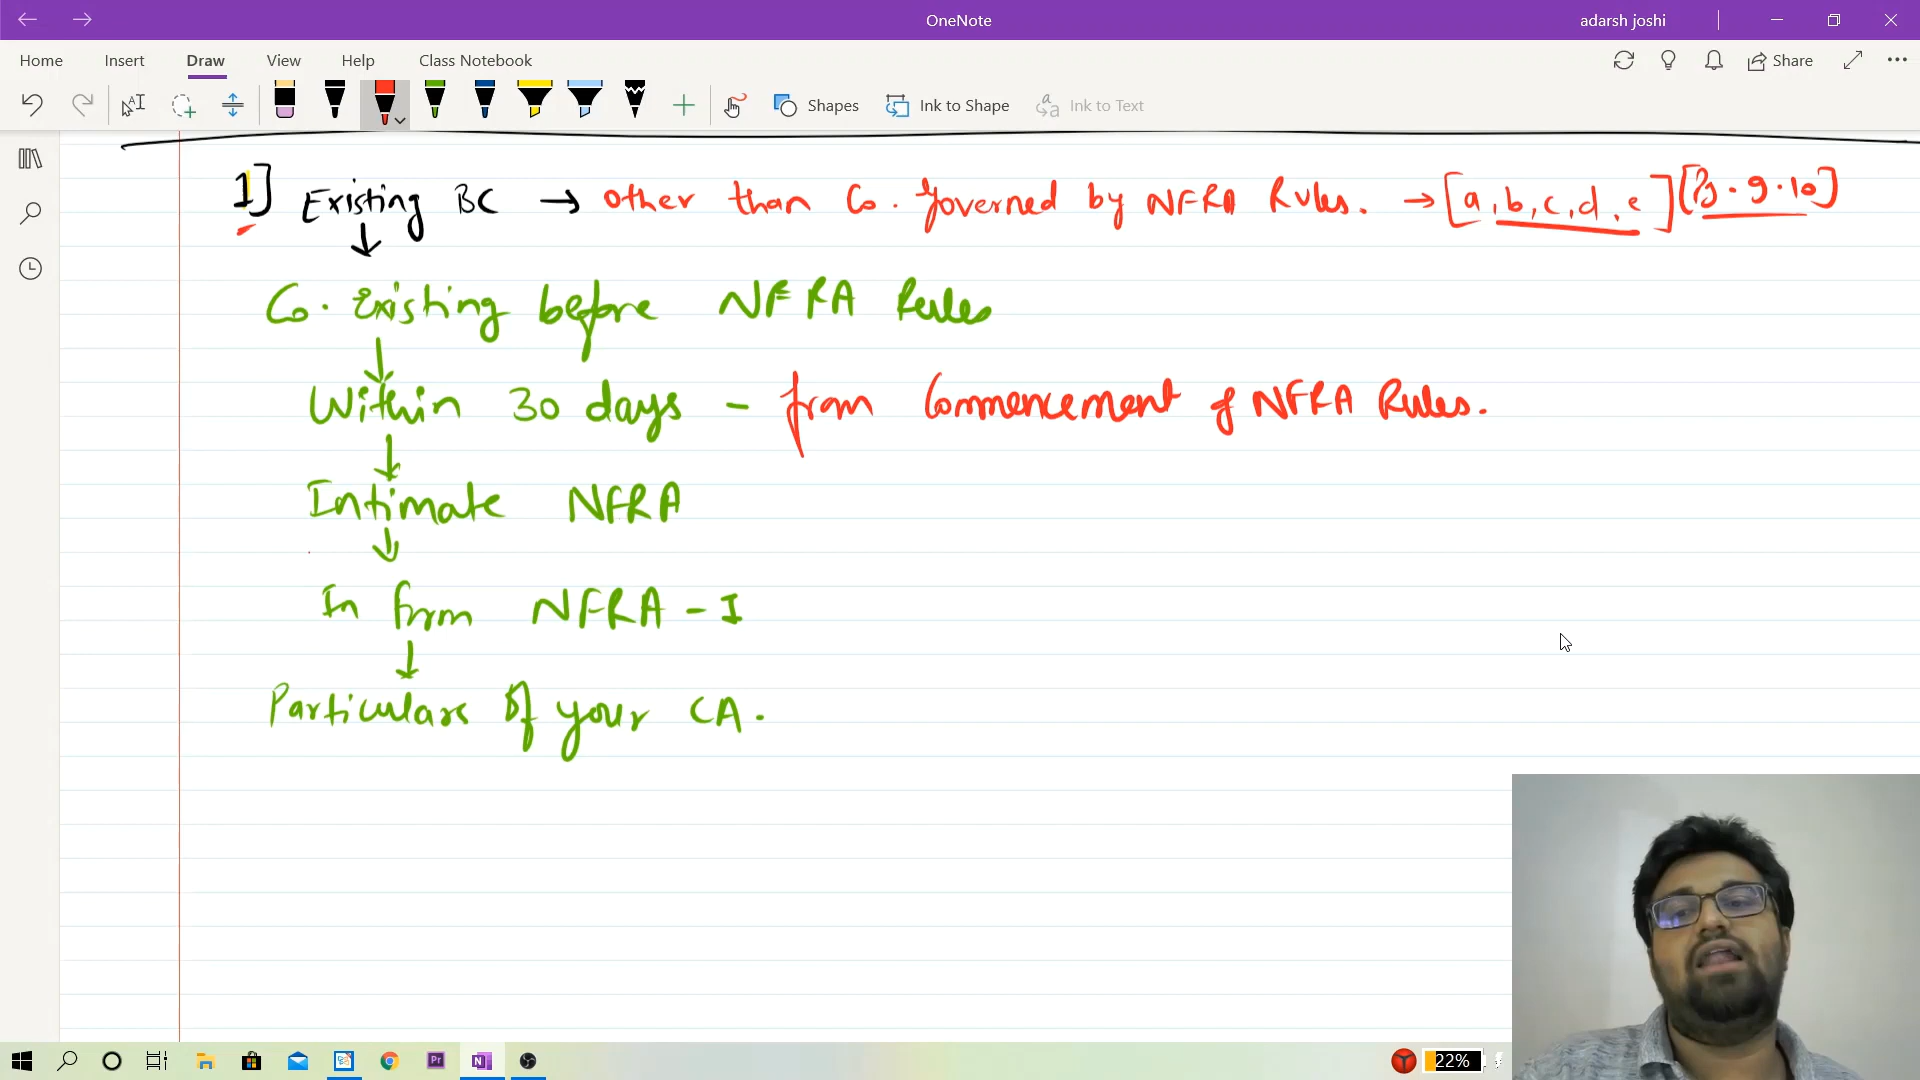 OneNote
adarsh joshi
Home Insert Draw View Help Class Notebook
Share
Shapes Ink to Shape Ink to Text
1] Existing BC → Other than Co. governed by NFRA Rules. → [a, b, c, d, e] [Pg. 9.10]
Co. Existing before NFRA Rules
Within 30 days - from Commencement of NFRA Rules.
Intimate NFRA
In form NFRA - I
Particulars Of your CA.
22%